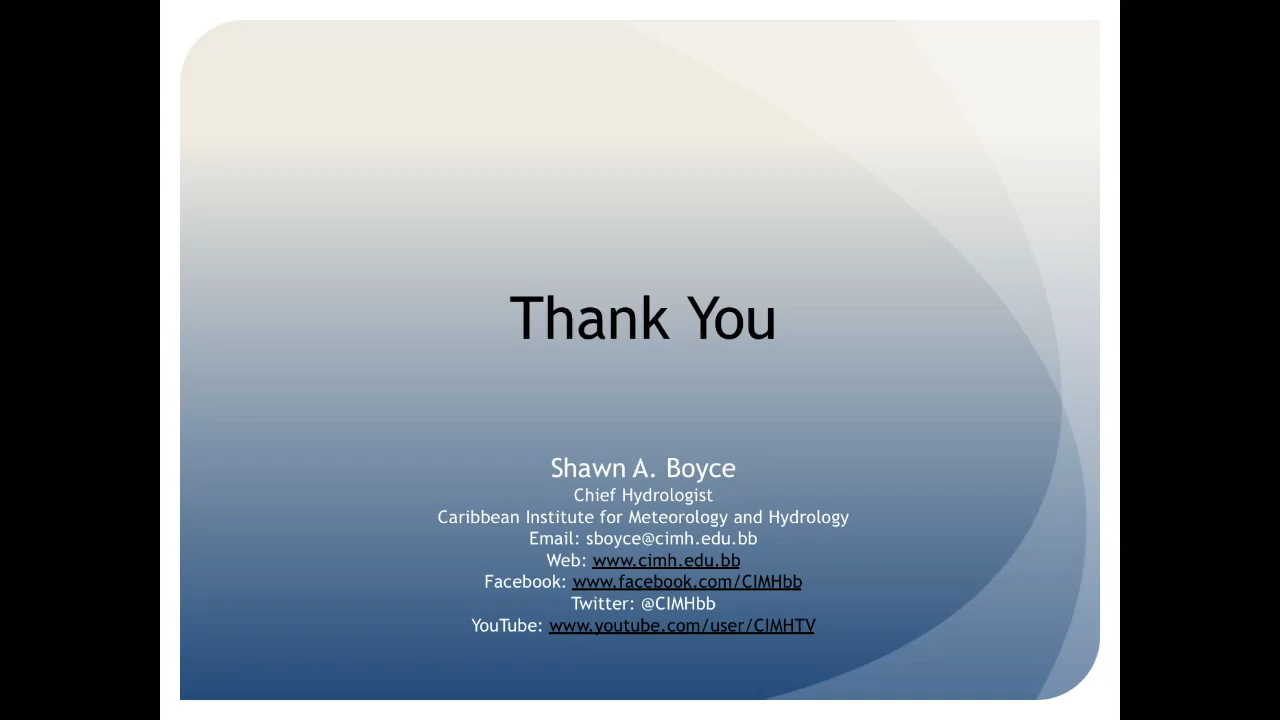 Thank You
Shawn A. Boyce
Chief Hydrologist
Caribbean Institute for Meteorology and Hydrology
Email: sboyce@cimh.edu.bb
Web: www.cimh.edu.bb
Facebook: www.facebook.com/CIMHbb
Twitter: @CIMHbb
YouTube: www.youtube.com/user/CIMHTV